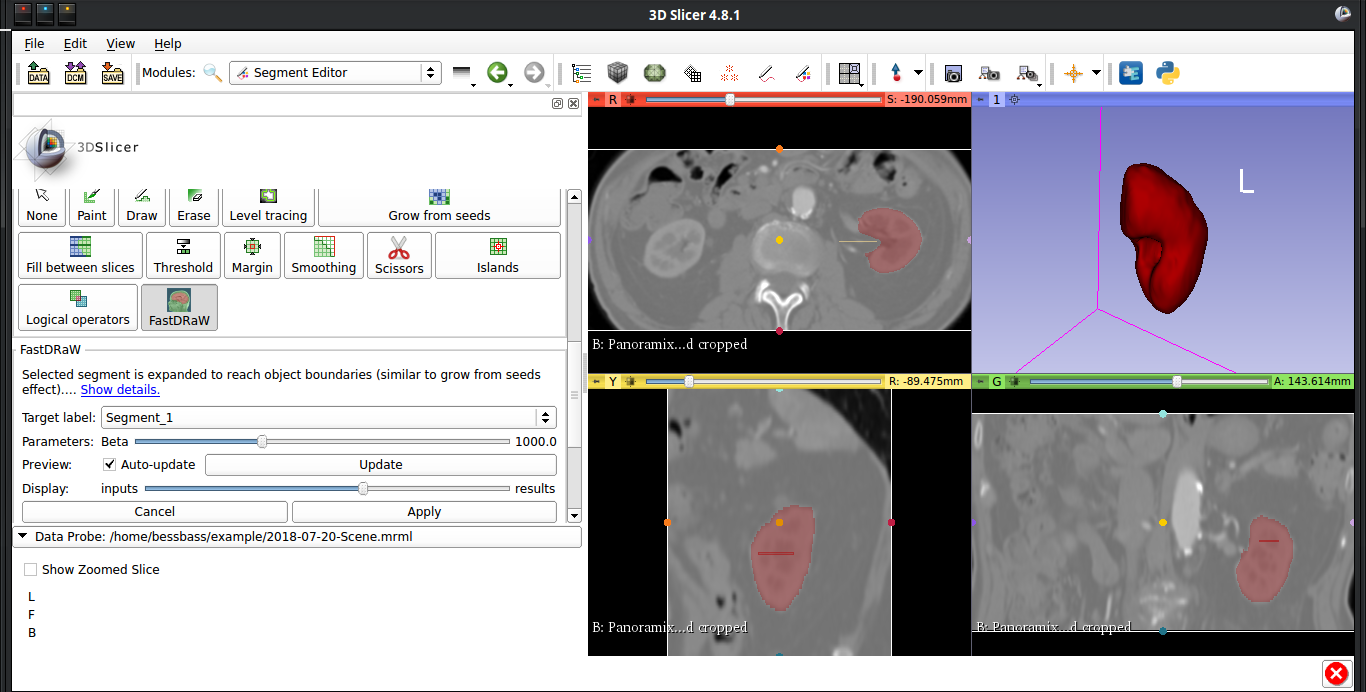 3D Slicer 4.8.1
File Edit View Help
DATA DCM SAVE Modules: Segment Editor
R S: -190.059mm
1
3DSlicer
L
None Paint Draw Erase Level tracing Grow from seeds
Fill between slices Threshold Margin Smoothing Scissors Islands
Logical operators FastDRaW
B: Panoramix...d cropped
FastDRaW
Selected segment is expanded to reach object boundaries (similar to grow from seeds
effect).... Show details.
Y R: -89.475mm
G A: 143.614mm
Target label: Segment_1
Parameters: Beta 1000.0
Preview: Auto-update Update
Display: inputs results
Cancel Apply
Data Probe: /home/bessbass/example/2018-07-20-Scene.mrml
Show Zoomed Slice
L
F
B
B: Panoramix...d cropped
B: Panoramix...d cropped